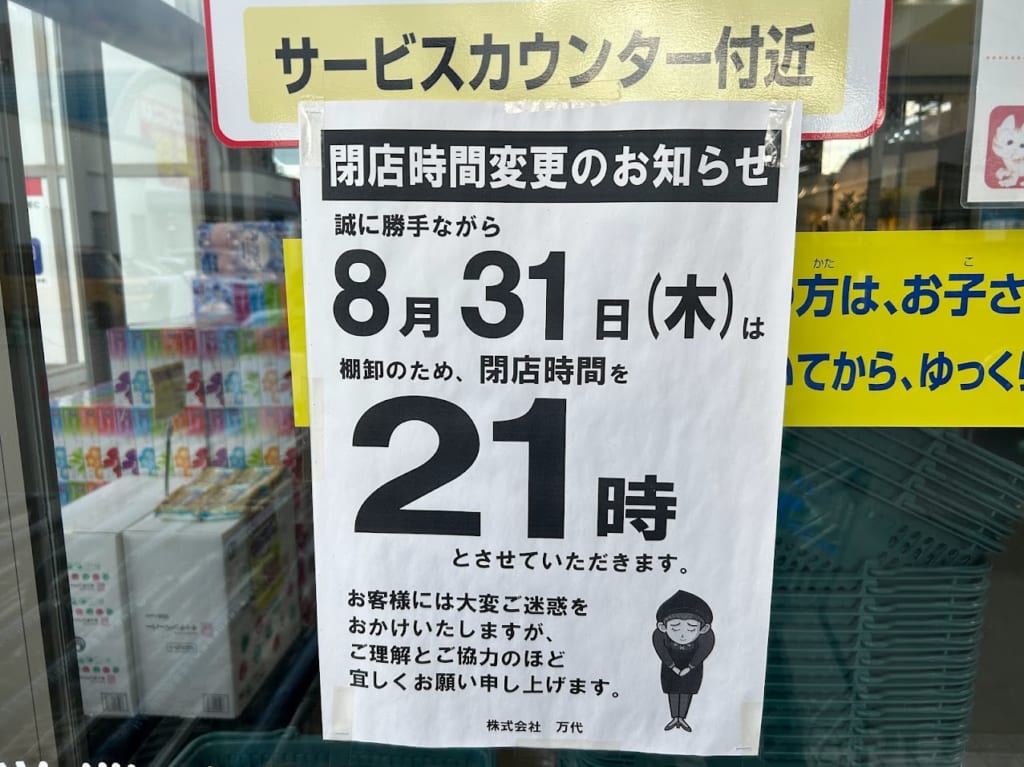 サービスカウンター付近
閉店時間変更のお知らせ
誠に勝手ながら
8月31日(木)は
棚卸のため、閉店時間を
21時
とさせていただきます。
お客様には大変ご迷惑を
おかけいたしますが、
ご理解とご協力のほど
宜しくお願い申し上げます。
株式会社 万代
かた こ
方は、お子さ
いてから、ゆっく